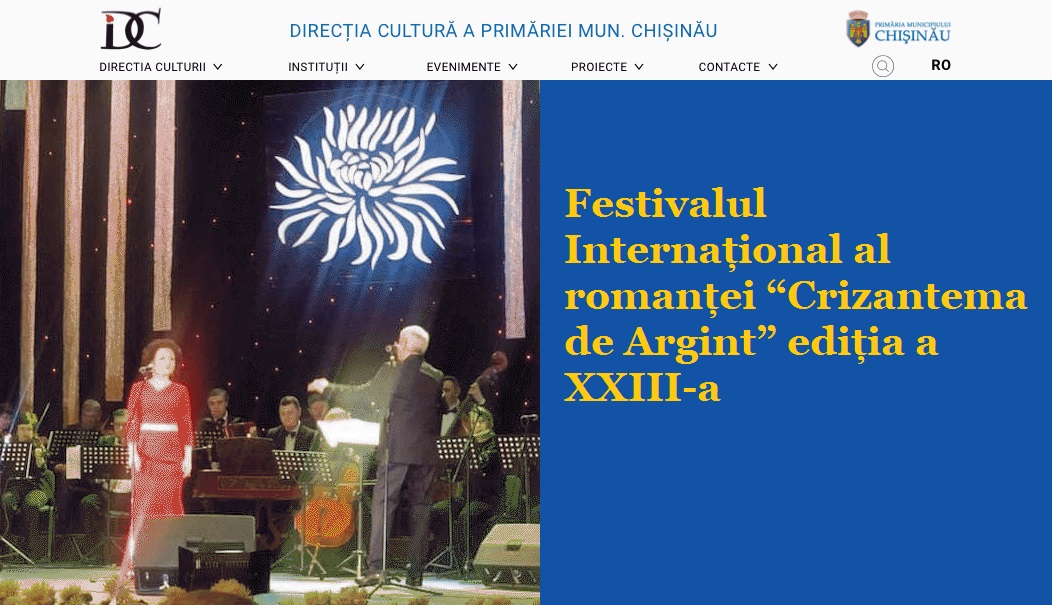 DC
DIRECȚIA CULTURĂ A PRIMĂRIEI MUN. CHIȘINĂU
PRIMĂRIA MUNICIPIULUI
CHIŞINĂU
DIRECTIA CULTURII INSTITUȚII EVENIMENTE PROIECTE CONTACTE RO
Festivalul
Internațional al
romanței “Crizantema
de Argint” ediția a
XXIII-a